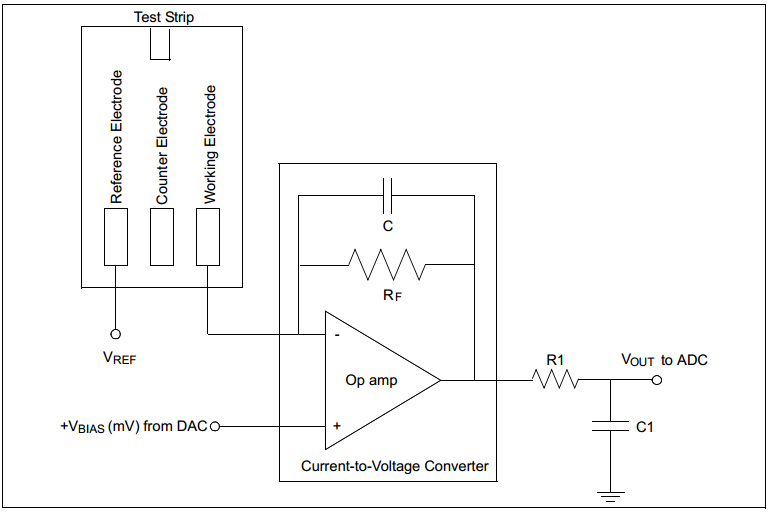 Test Strip
Reference Electrode
Counter Electrode
Working Electrode
C
RF
VREF
-
Op amp
+
R1
VOUT to ADC
+VBIAS (mV) from DAC
C1
Current-to-Voltage Converter